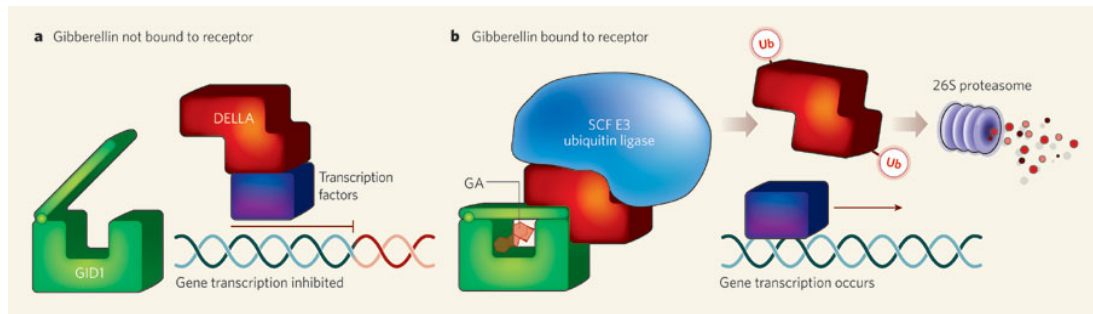 a Gibberellin not bound to receptor
DELLA
Transcription
factors
GID1
Gene transcription inhibited
b Gibberellin bound to receptor
SCF E3
ubiquitin ligase
GA
Ub
Ub
26S proteasome
Gene transcription occurs